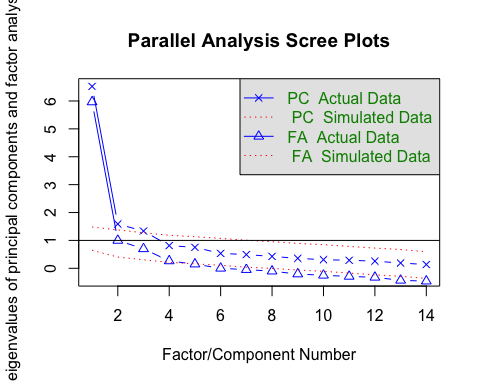 Parallel Analysis Scree Plots
eigenvalues of principal components and factor analys
PC Actual Data
PC Simulated Data
FA Actual Data
FA Simulated Data
6
5
4
3
2
1
0
2 4 6 8 10 12 14
Factor/Component Number